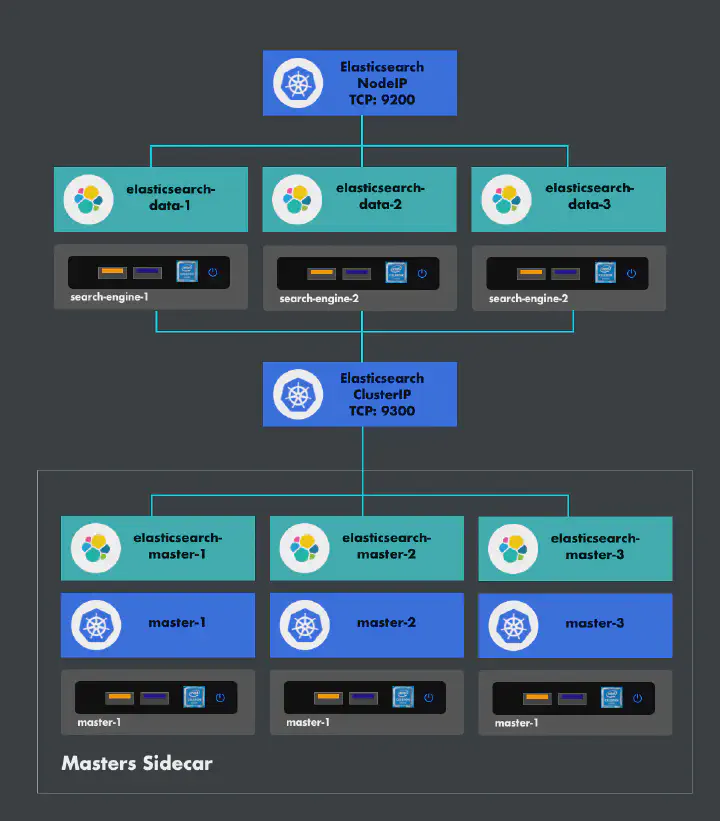 Elasticsearch
NodeIP
TCP: 9200
elasticsearch-
data-1
elasticsearch-
data-2
elasticsearch-
data-3
search-engine-1
search-engine-2
search-engine-2
Elasticsearch
ClusterIP
TCP: 9300
elasticsearch-
master-1
elasticsearch-
master-2
elasticsearch-
master-3
master-1
master-2
master-3
master-1
master-1
master-1
Masters Sidecar